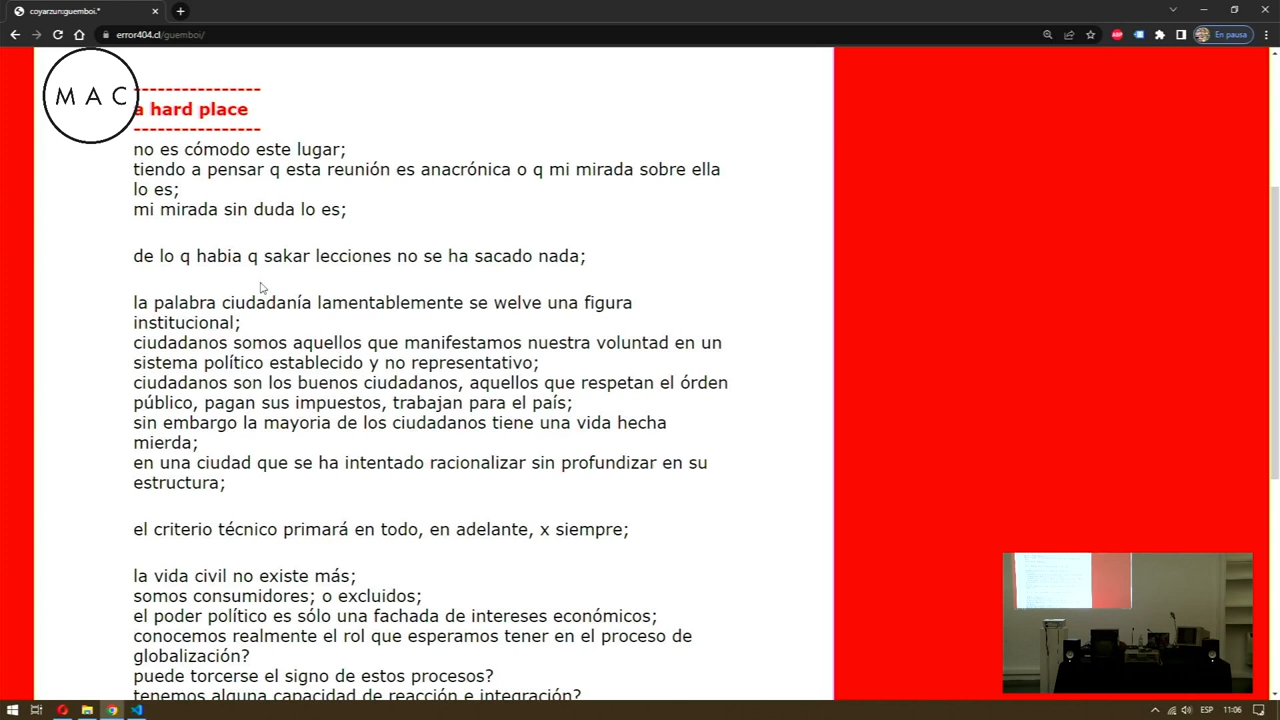 coyarzun:guemboi.*
error404.cl/guemboi/
En pausa
ABP
M A C
----------------
a hard place
----------------
no es cómodo este lugar;
tiendo a pensar q esta reunión es anacrónica o q mi mirada sobre ella
lo es;
mi mirada sin duda lo es;
de lo q habia q sakar lecciones no se ha sacado nada;
la palabra ciudadanía lamentablemente se welve una figura
institucional;
ciudadanos somos aquellos que manifestamos nuestra voluntad en un
sistema político establecido y no representativo;
ciudadanos son los buenos ciudadanos, aquellos que respetan el órden
público, pagan sus impuestos, trabajan para el país;
sin embargo la mayoria de los ciudadanos tiene una vida hecha
mierda;
en una ciudad que se ha intentado racionalizar sin profundizar en su
estructura;
el criterio técnico primará en todo, en adelante, x siempre;
la vida civil no existe más;
somos consumidores; o excluidos;
el poder político es sólo una fachada de intereses económicos;
conocemos realmente el rol que esperamos tener en el proceso de
globalización?
puede torcerse el signo de estos procesos?
tenemos alguna capacidad de reacción e integración?
ESP
11:06